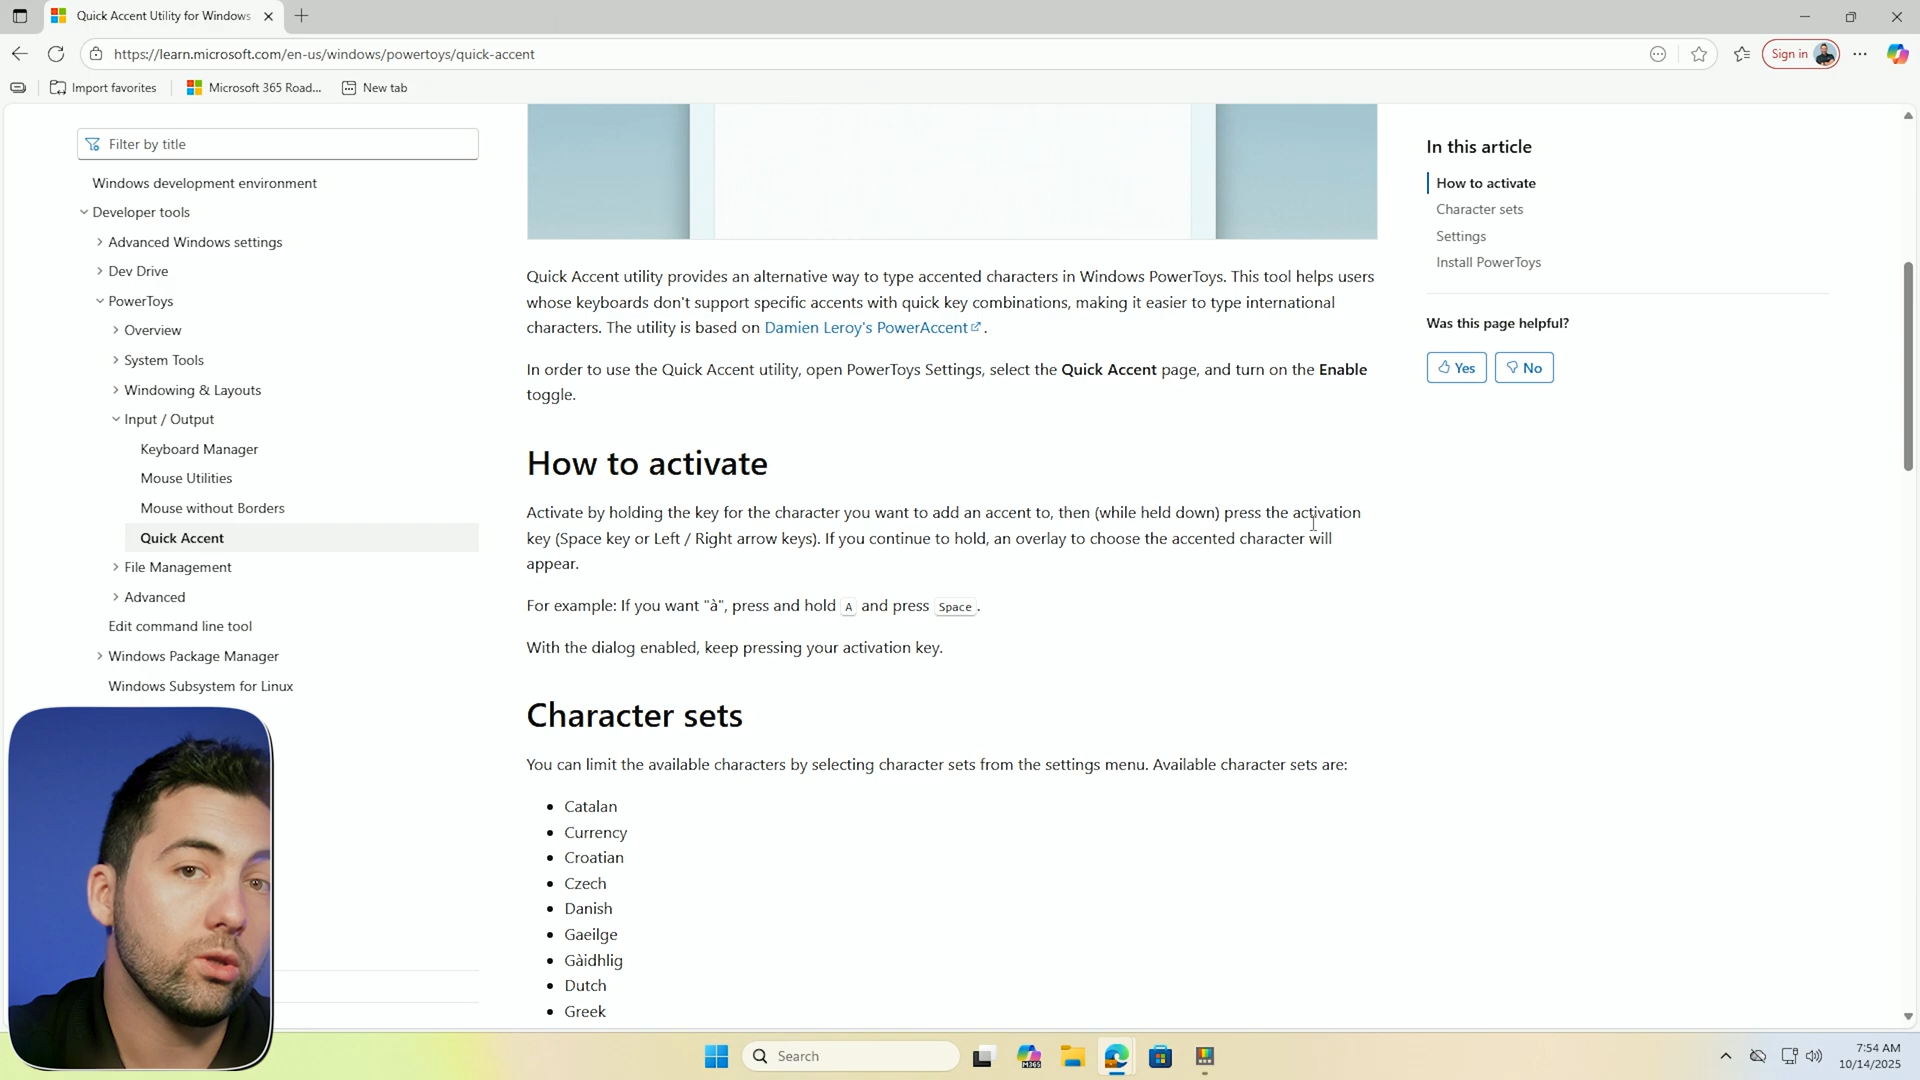 Quick Accent Utility for Windows
https://learn.microsoft.com/en-us/windows/powertoys/quick-accent
Sign in
Import favorites
Microsoft 365 Road...
New tab
Filter by title
Windows development environment
Developer tools
Advanced Windows settings
Dev Drive
PowerToys
Overview
System Tools
Windowing & Layouts
Input / Output
Keyboard Manager
Mouse Utilities
Mouse without Borders
Quick Accent
File Management
Advanced
Edit command line tool
Windows Package Manager
Windows Subsystem for Linux
Quick Accent utility provides an alternative way to type accented characters in Windows PowerToys. This tool helps users
whose keyboards don't support specific accents with quick key combinations, making it easier to type international
characters. The utility is based on Damien Leroy's PowerAccent.
In order to use the Quick Accent utility, open PowerToys Settings, select the Quick Accent page, and turn on the Enable
toggle.
How to activate
Activate by holding the key for the character you want to add an accent to, then (while held down) press the activation
key (Space key or Left / Right arrow keys). If you continue to hold, an overlay to choose the accented character will
appear.
For example: If you want "à", press and hold A and press Space.
With the dialog enabled, keep pressing your activation key.
Character sets
You can limit the available characters by selecting character sets from the settings menu. Available character sets are:
• Catalan
• Currency
• Croatian
• Czech
• Danish
• Gaeilge
• Gàidhlig
• Dutch
• Greek
In this article
How to activate
Character sets
Settings
Install PowerToys
Was this page helpful?
Yes
No
Search
M365
7:54 AM
10/14/2025